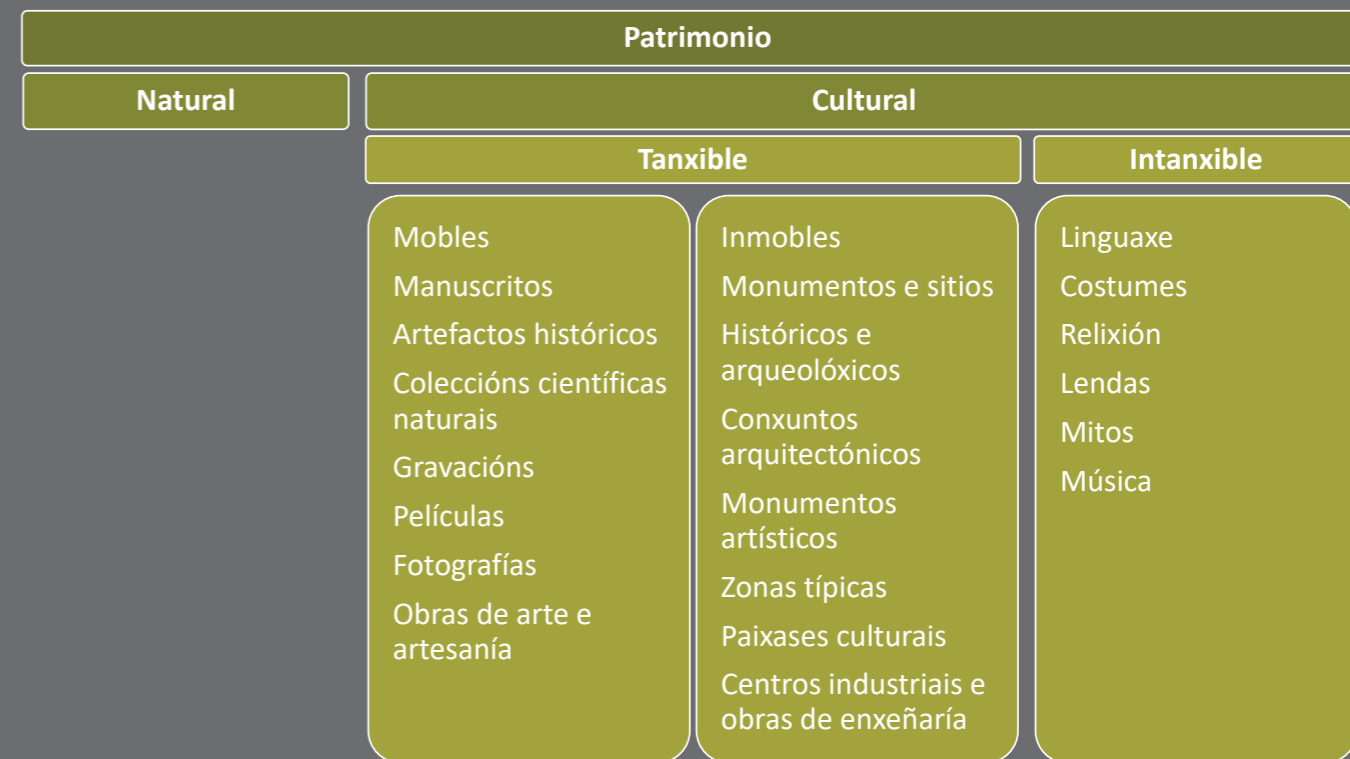 Patrimonio
Natural
Cultural
Tanxible
Intanxible
Mobles
Manuscritos
Artefactos históricos
Coleccións científicas
naturais
Gravacións
Películas
Fotografías
Obras de arte e
artesanía
Inmobles
Monumentos e sitios
Históricos e
arqueolóxicos
Conxuntos
arquitectónicos
Monumentos
artísticos
Zonas típicas
Paixases culturais
Centros industriais e
obras de enxeñaría
Linguaxe
Costumes
Relixión
Lendas
Mitos
Música